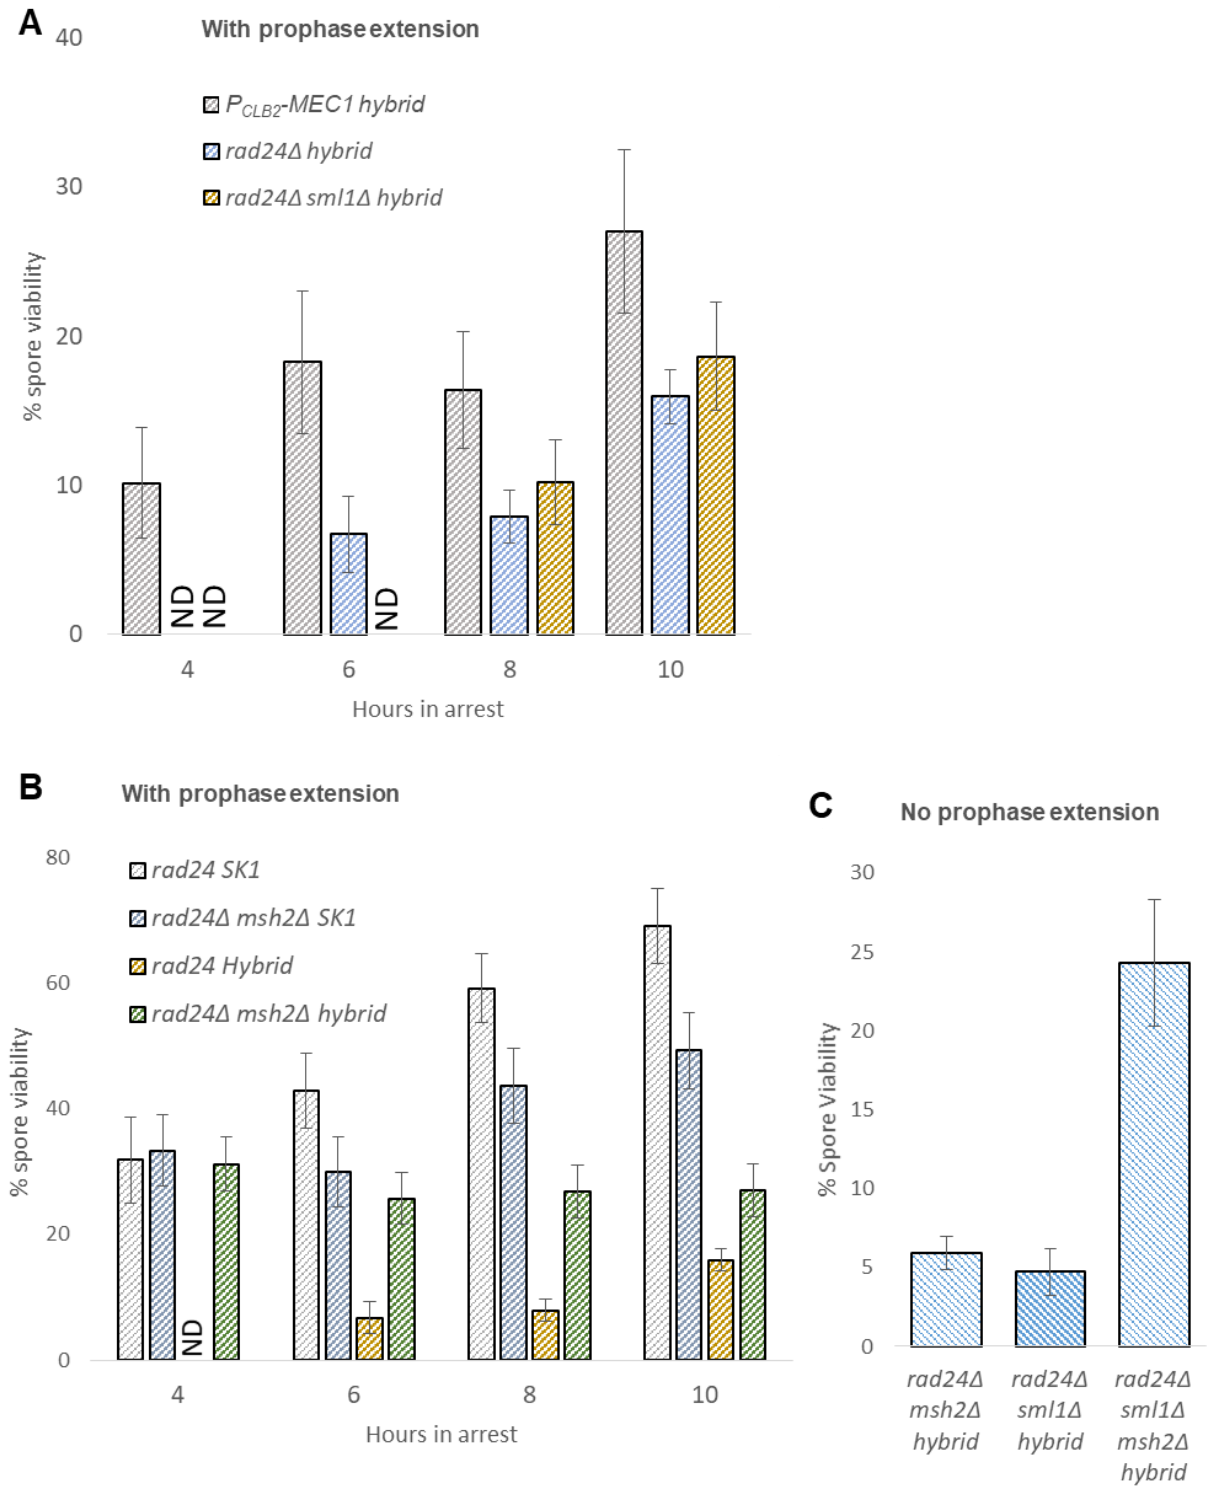 A
With prophase extension
40
30
20
10
0
% spore viability
P_CLB2-MEC1 hybrid
rad24Δ hybrid
rad24Δ sml1Δ hybrid
ND
ND
ND
4 6 8 10
Hours in arrest
B
With prophase extension
80
60
40
20
0
% spore viability
rad24 SK1
rad24Δ msh2Δ SK1
rad24 Hybrid
rad24Δ msh2Δ hybrid
ND
4 6 8 10
Hours in arrest
C
No prophase extension
30
25
20
15
10
5
0
% Spore Viability
rad24Δ
msh2Δ
hybrid
rad24Δ
sml1Δ
hybrid
rad24Δ
sml1Δ
msh2Δ
hybrid